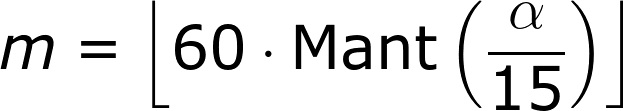 m = ⌊60 · Mant(α/15)⌋